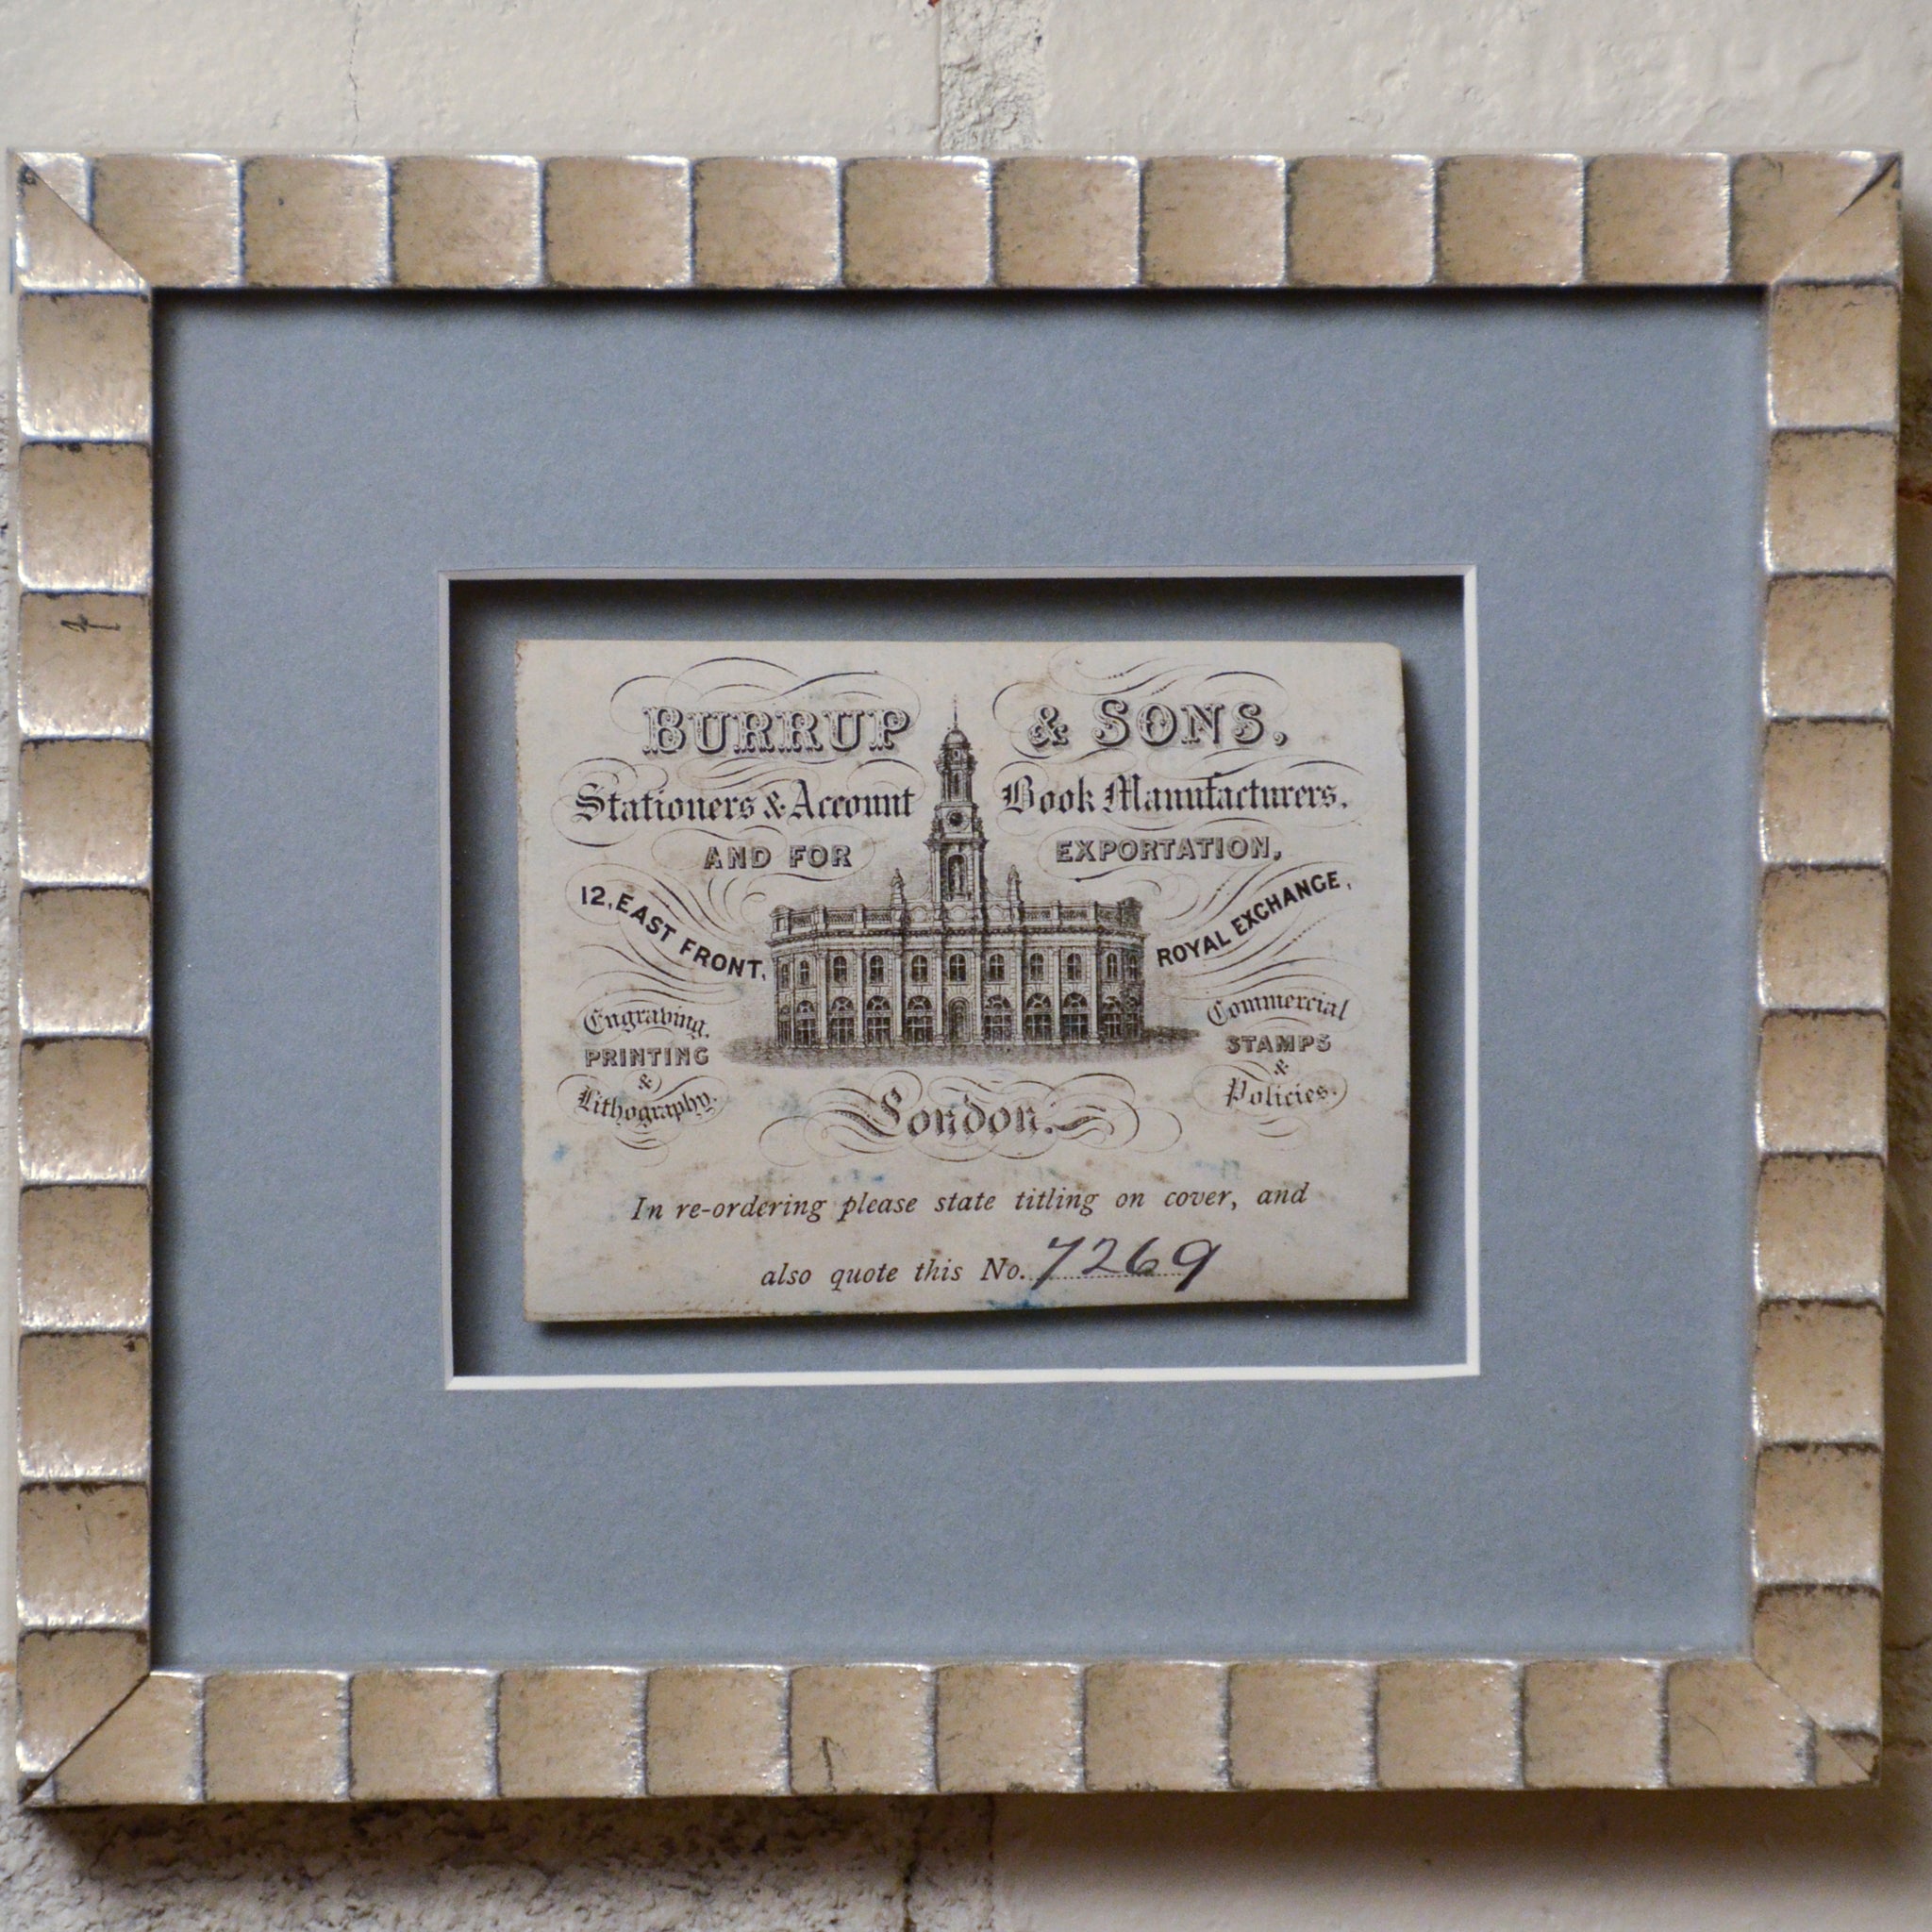 BURRUP & SONS,
Stationers & Account Book Manufacturers,
AND FOR EXPORTATION,
12, EAST FRONT, ROYAL EXCHANGE,
Engraving,
PRINTING
&
Lithography.
Commercial
STAMPS
&
Policies.
London.
In re-ordering please state titling on cover, and
also quote this No. 7269